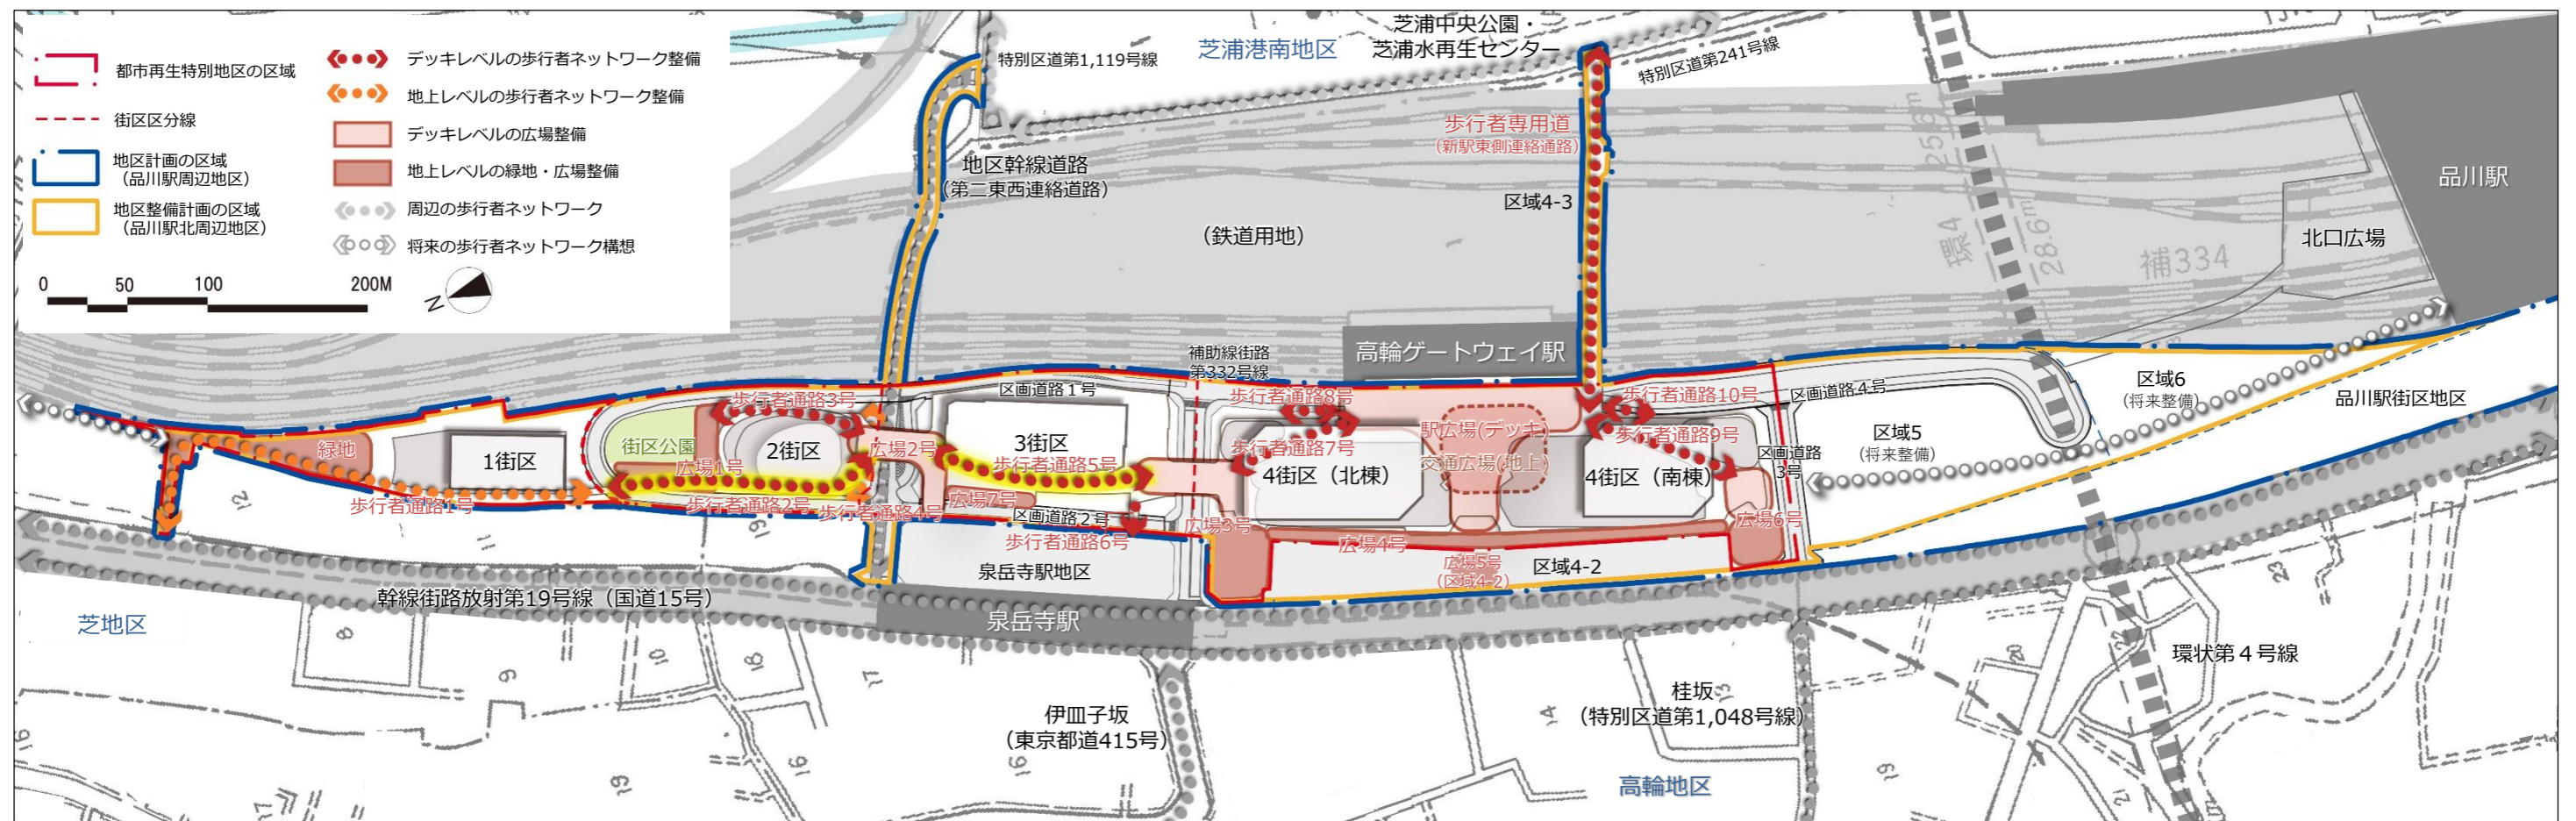 都市再生特別地区の区域
街区区分線
地区計画の区域
（品川駅周辺地区）
地区整備計画の区域
（品川駅北周辺地区）
デッキレベルの歩行者ネットワーク整備
地上レベルの歩行者ネットワーク整備
デッキレベルの広場整備
地上レベルの緑地・広場整備
周辺の歩行者ネットワーク
将来の歩行者ネットワーク構想
0 50 100 200M
N
特別区道第1,119号線
芝浦港南地区
芝浦中央公園・
芝浦水再生センター
特別区道第241号線
地区幹線道路
（第二東西連絡道路）
歩行者専用道
（新駅東側連絡通路）
区域4-3
（鉄道用地）
25.6m
環4
28.6m
補334
品川駅
北口広場
高輪ゲートウェイ駅
補助線街路
第332号線
区画道路1号
歩行者通路3号
歩行者通路8号
歩行者通路10号
区画道路4号
区域6
（将来整備）
品川駅街区地区
緑地
1街区
街区公園
2街区
広場1号
広場2号
3街区
歩行者通路5号
歩行者通路7号
4街区（北棟）
駅広場(デッキ)
交通広場(地上)
歩行者通路9号
4街区（南棟）
区画道路
3号
区域5
（将来整備）
歩行者通路1号
歩行者通路2号
歩行者通路4号
広場7号
区画道路2号
歩行者通路6号
広場3号
広場4号
広場5号
（区域4-2）
区域4-2
広場6号
泉岳寺駅地区
幹線街路放射第19号線（国道15号）
泉岳寺駅
芝地区
伊皿子坂
（東京都道415号）
桂坂
（特別区道第1,048号線）
高輪地区
環状第４号線
12
11
19
8
9
10
18
17
16
19
16
16
14
13
19
20
22
23
21
17